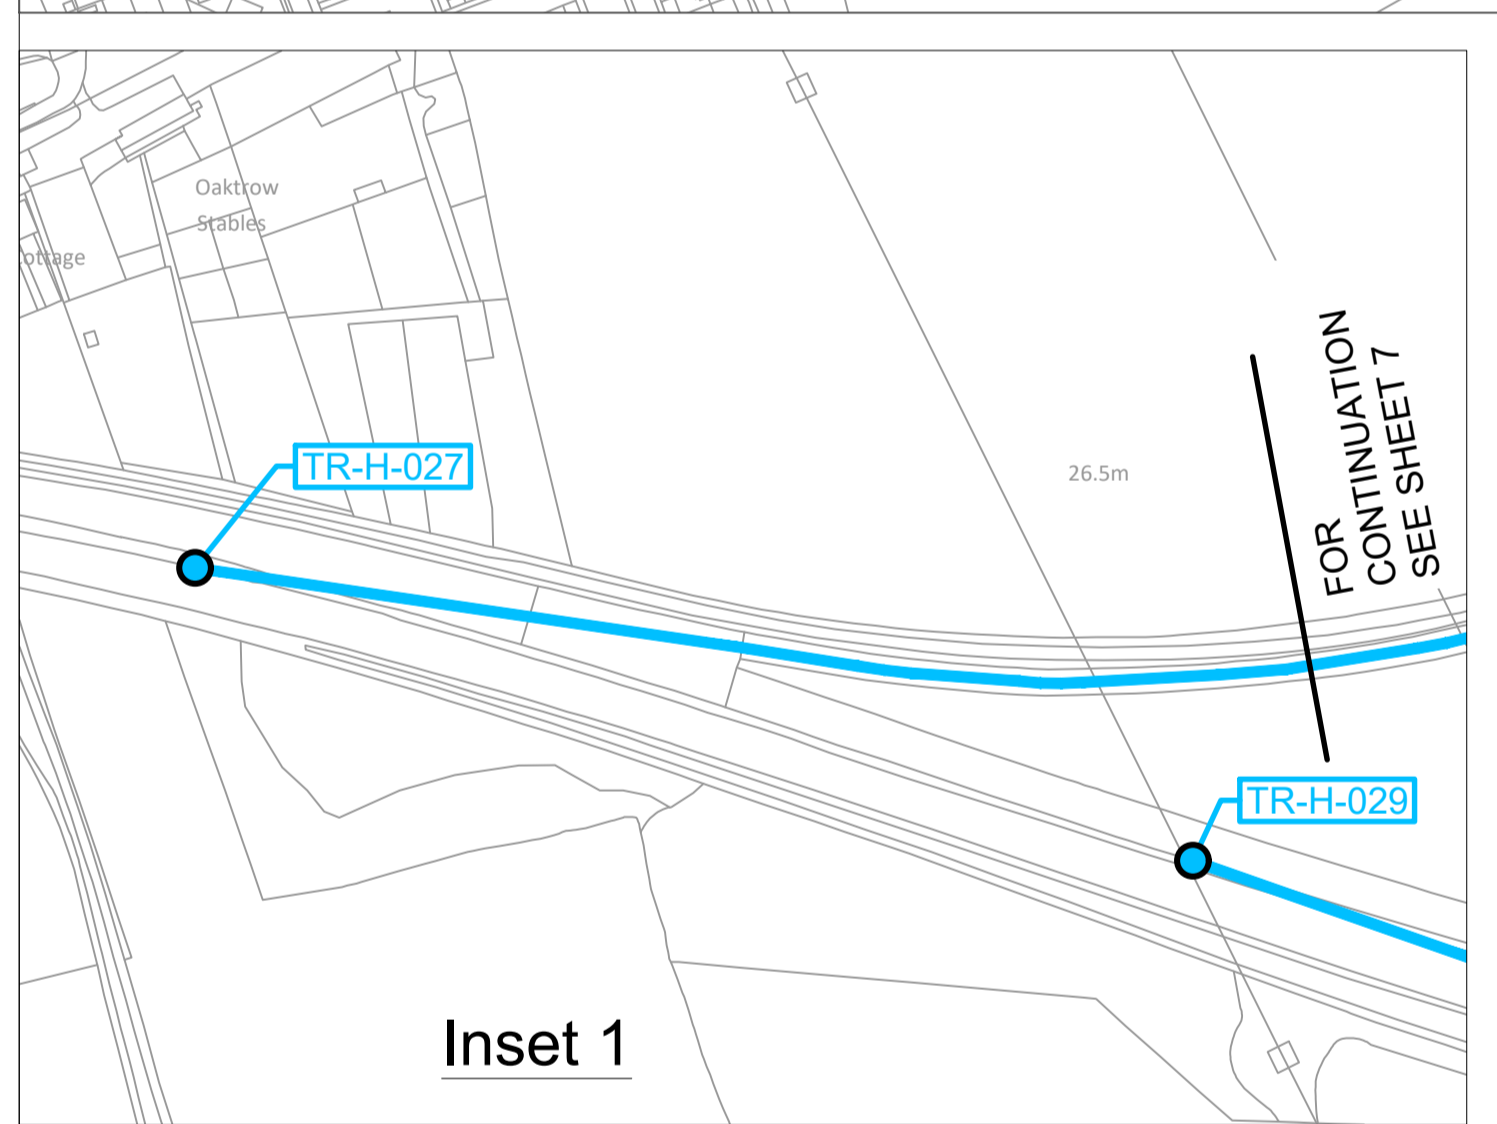 Oaktrow
Stables
ottage
TR-H-027
26.5m
FOR
CONTINUATION
SEE SHEET 7
TR-H-029
Inset 1